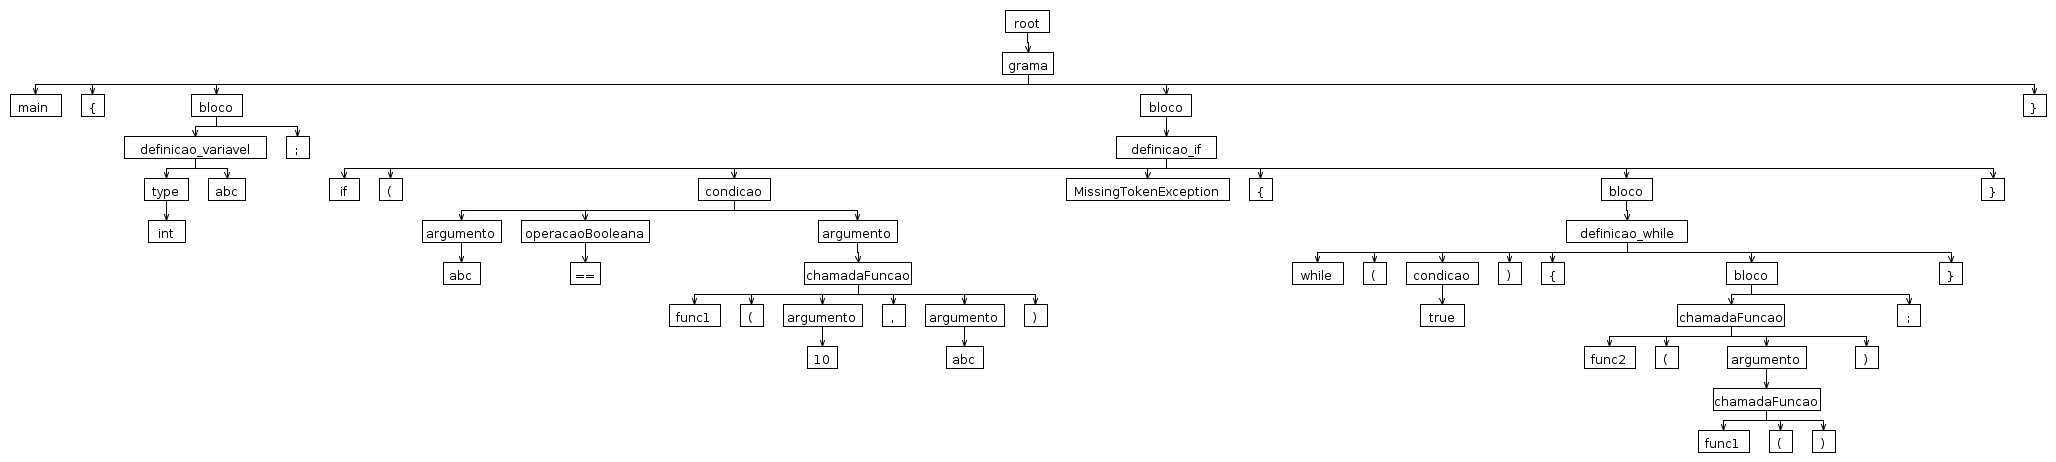 root
grama
main { bloco bloco }
definicao_variavel ; definicao_if
type abc if ( condicao MissingTokenException { bloco }
int argumento operacaoBooleana argumento definicao_while
abc == chamadaFuncao while ( condicao ) { bloco }
func1 ( argumento , argumento ) true chamadaFuncao ;
10 abc func2 ( argumento )
chamadaFuncao
func1 ( )